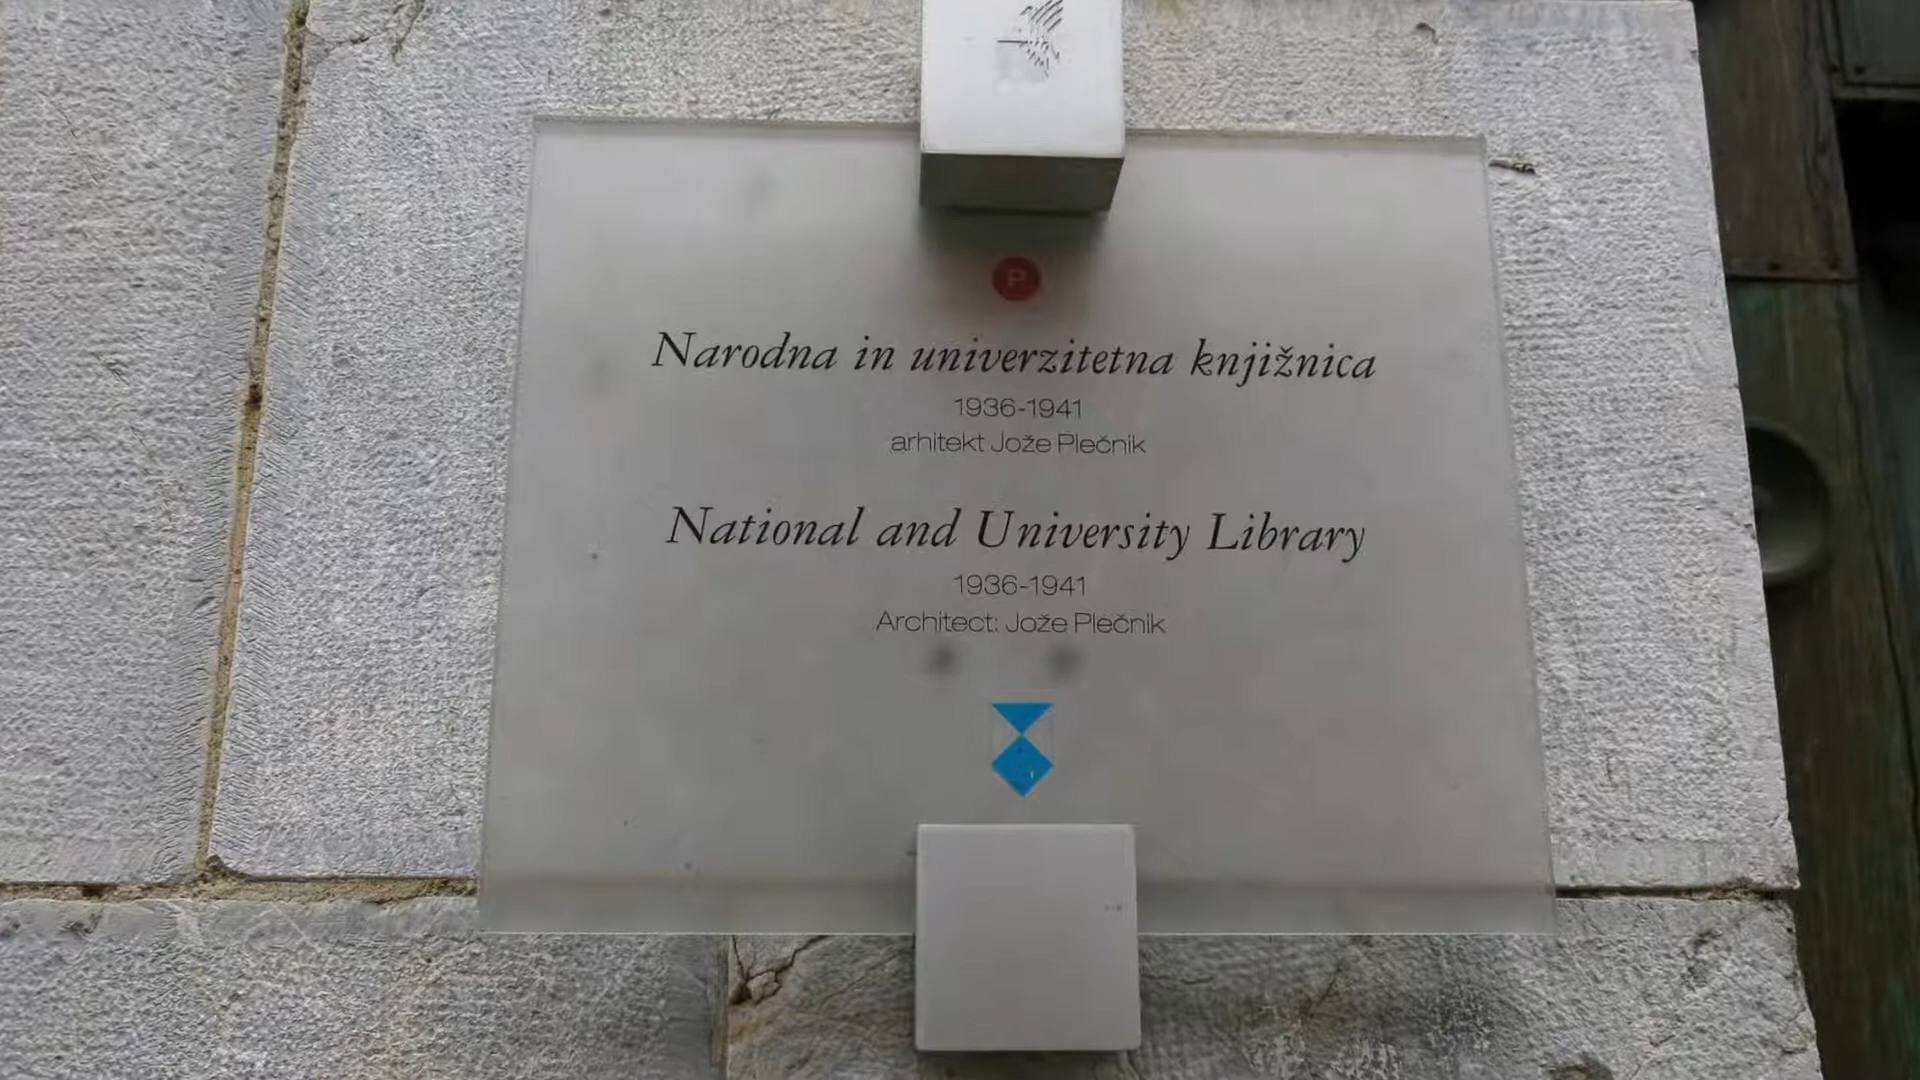 P
Narodna in univerzitetna knjižnica
1936-1941
arhitekt Jože Plečnik
National and University Library
1936-1941
Architect: Jože Plečnik